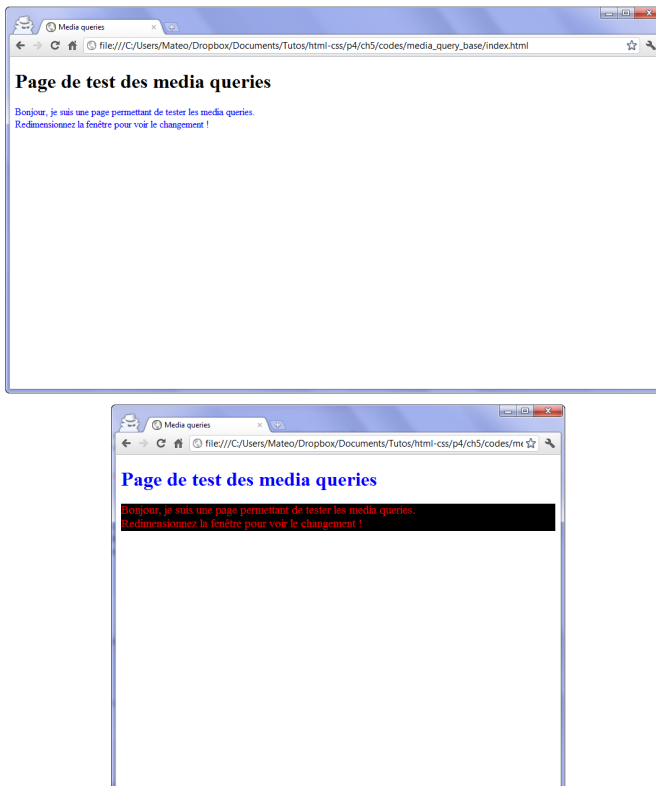 Media queries
file:///C:/Users/Mateo/Dropbox/Documents/Tutos/html-css/p4/ch5/codes/media_query_base/index.html
Page de test des media queries
Bonjour, je suis une page permettant de tester les media queries.
Redimensionnez la fenêtre pour voir le changement !
Media queries
file:///C:/Users/Mateo/Dropbox/Documents/Tutos/html-css/p4/ch5/codes/me
Page de test des media queries
Bonjour, je suis une page permettant de tester les media queries.
Redimensionnez la fenêtre pour voir le changement !